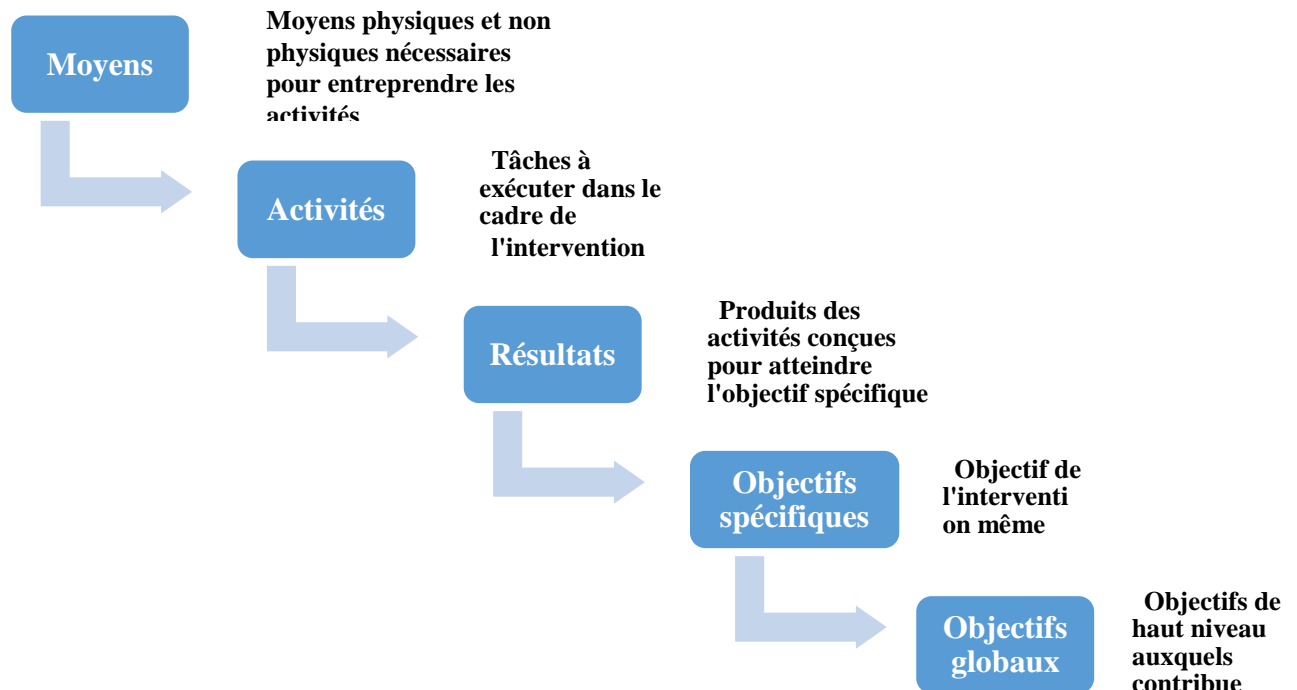 Moyens
Moyens physiques et non
physiques nécessaires
pour entreprendre les
activités
Activités
Tâches à
exécuter dans le
cadre de
l'intervention
Résultats
Produits des
activités conçues
pour atteindre
l'objectif spécifique
Objectifs
spécifiques
Objectif de
l'interventi
on même
Objectifs
globaux
Objectifs de
haut niveau
auxquels
contribue